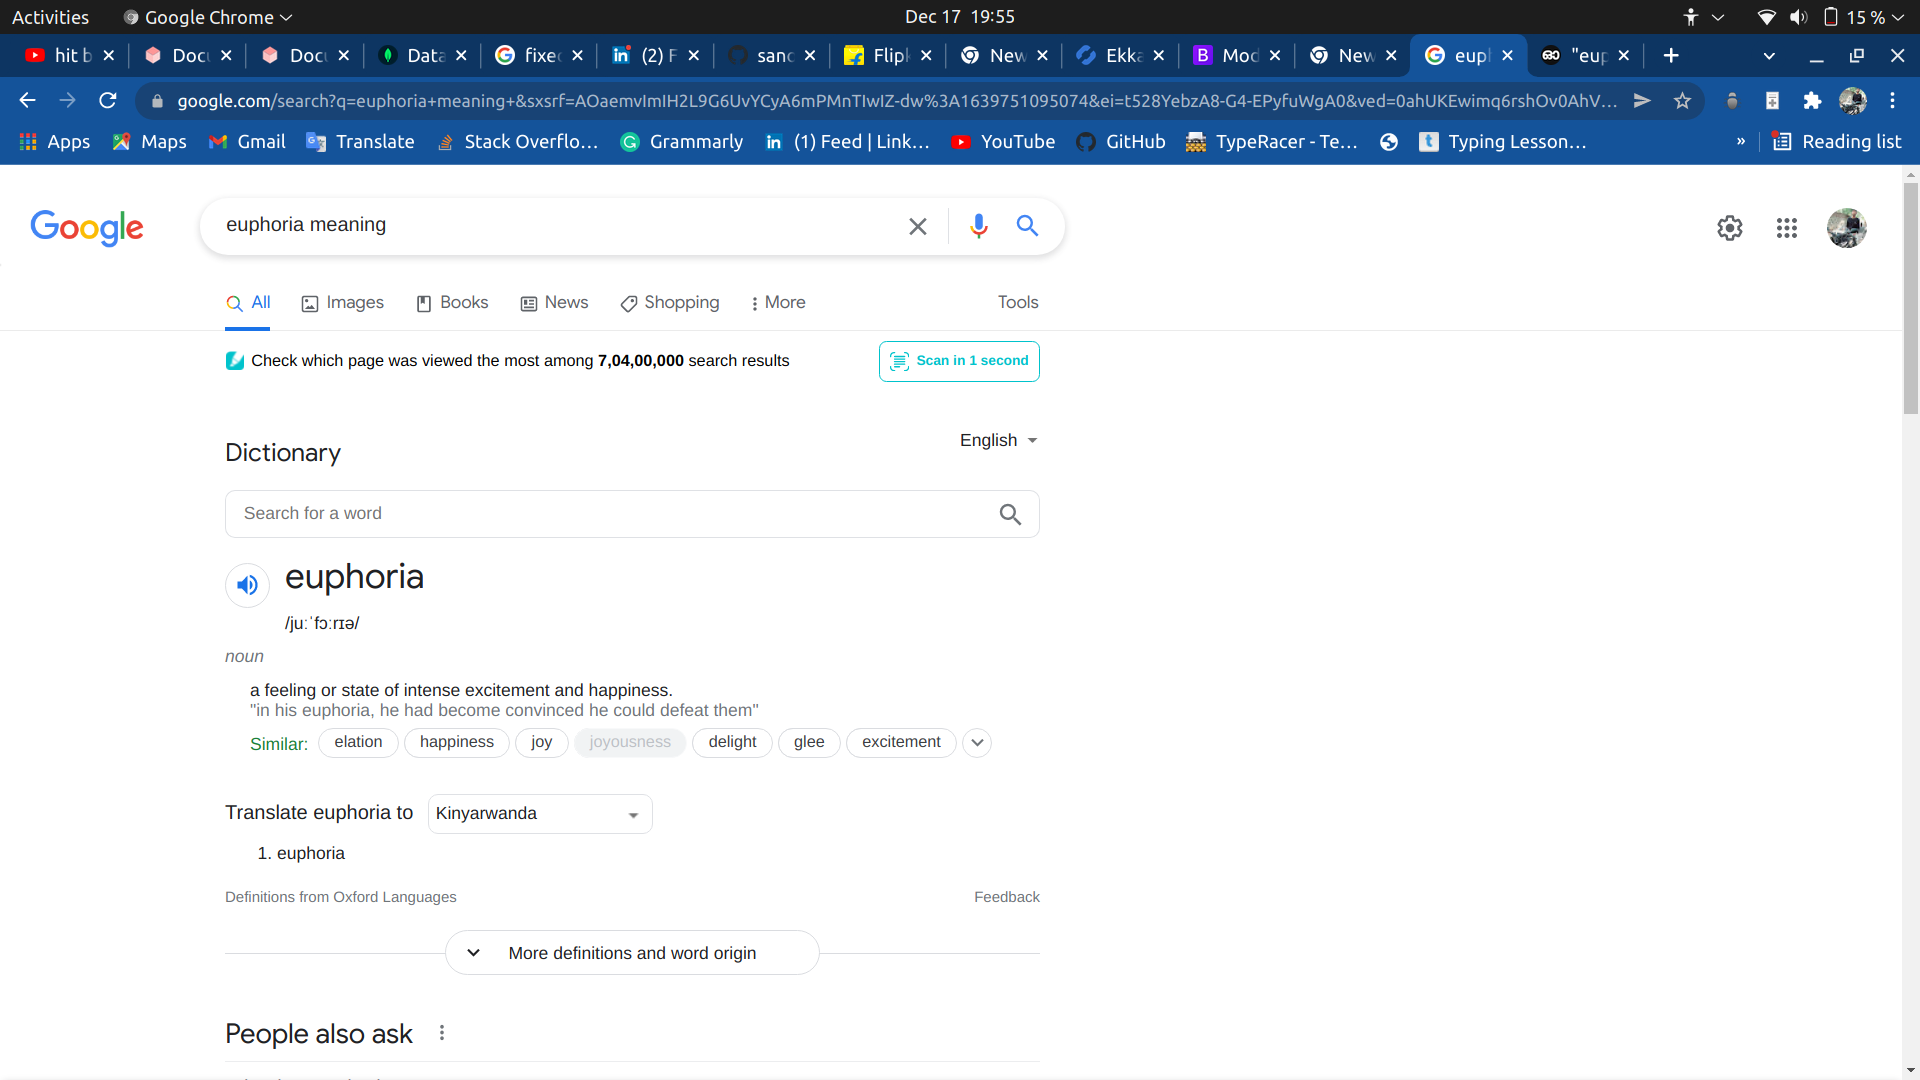 Activities Google Chrome Dec 17 19:55 15 %
hit b Docu Docu Data fixed (2) F sanc Flipk New Ekka Mod New euph "eup
google.com/search?q=euphoria+meaning+&sxsrf=AOaemvImIH2L9G6UvYCyA6mPMnTIwIZ-dw%3A1639751095074&ei=t528YebzA8-G4-EPyfuWgA0&ved=0ahUKEwimq6rshOv0AhV...
Apps Maps Gmail Translate Stack Overflo... Grammarly (1) Feed | Link... YouTube GitHub TypeRacer - Te... Typing Lesson... » Reading list
Google euphoria meaning
All Images Books News Shopping More Tools
Check which page was viewed the most among 7,04,00,000 search results Scan in 1 second
Dictionary English
Search for a word
euphoria
/juːˈfɔːrɪə/
noun
a feeling or state of intense excitement and happiness.
"in his euphoria, he had become convinced he could defeat them"
Similar: elation happiness joy joyousness delight glee excitement
Translate euphoria to Kinyarwanda
1. euphoria
Definitions from Oxford Languages Feedback
More definitions and word origin
People also ask